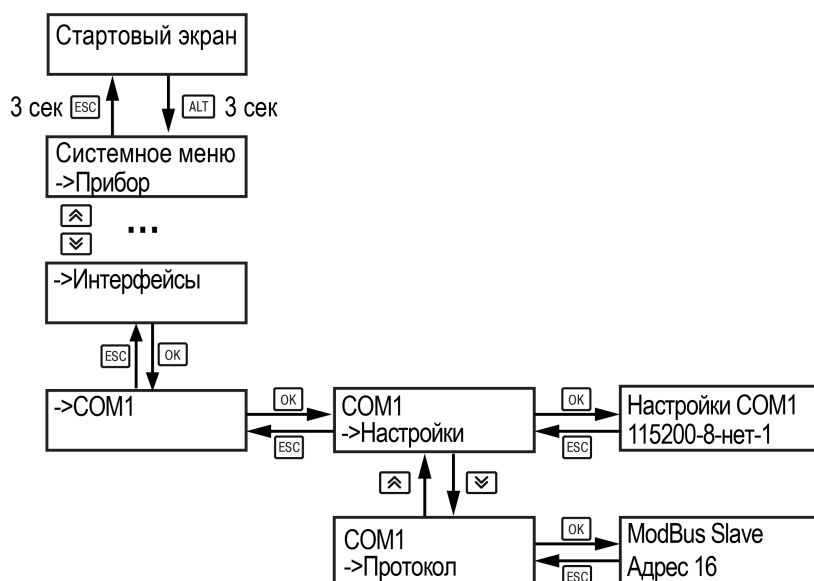 Стартовый экран
3 сек ESC ALT 3 сек
Системное меню
->Прибор
...
->Интерфейсы
ESC OK
->COM1
OK
ESC
COM1
->Настройки
OK
ESC
Настройки COM1
115200-8-нет-1
COM1
->Протокол
OK
ESC
ModBus Slave
Адрес 16